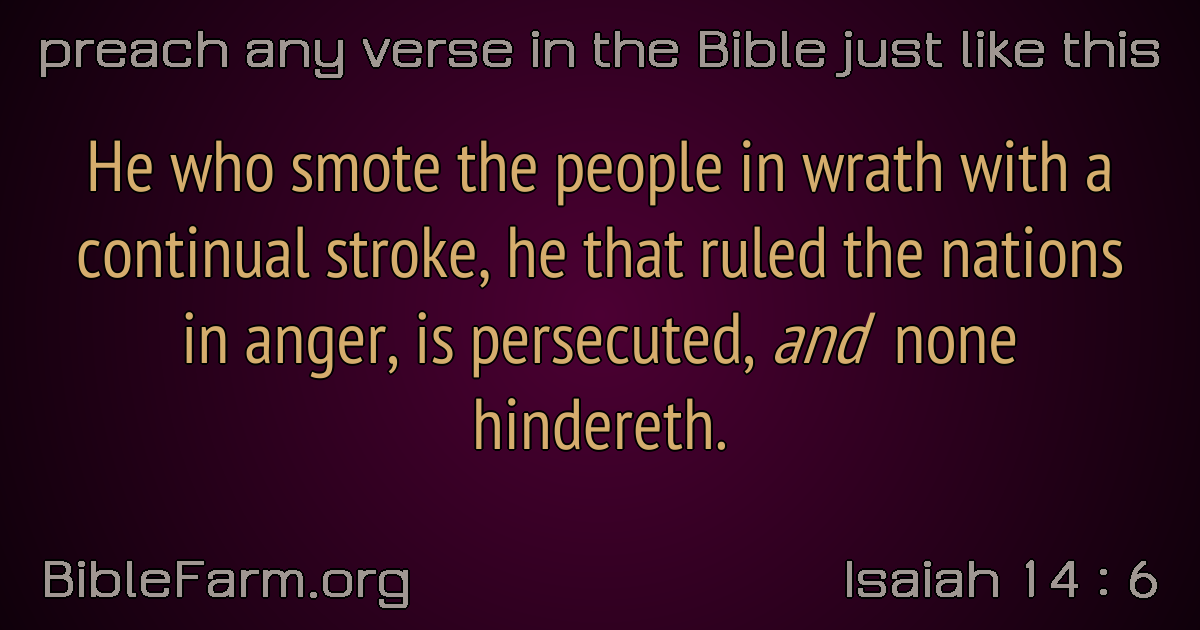 preach any verse in the Bible just like this
He who smote the people in wrath with a
continual stroke, he that ruled the nations
in anger, is persecuted, and none
hindereth.
BibleFarm.org
Isaiah 14 : 6